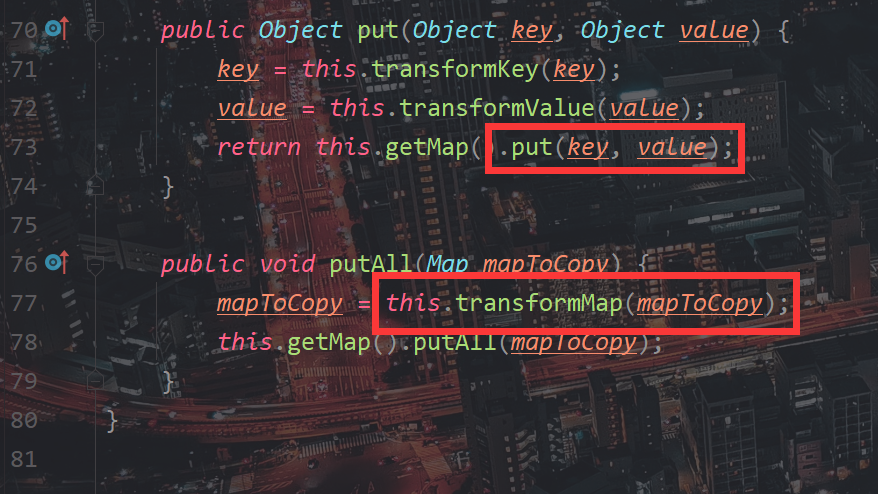 70 public Object put(Object key, Object value) {
71 key = this.transformKey(key);
72 value = this.transformValue(value);
73 return this.getMap().put(key, value);
74 }
75
76 public void putAll(Map mapToCopy) {
77 mapToCopy = this.transformMap(mapToCopy);
78 this.getMap().putAll(mapToCopy);
79 }
80 }
81